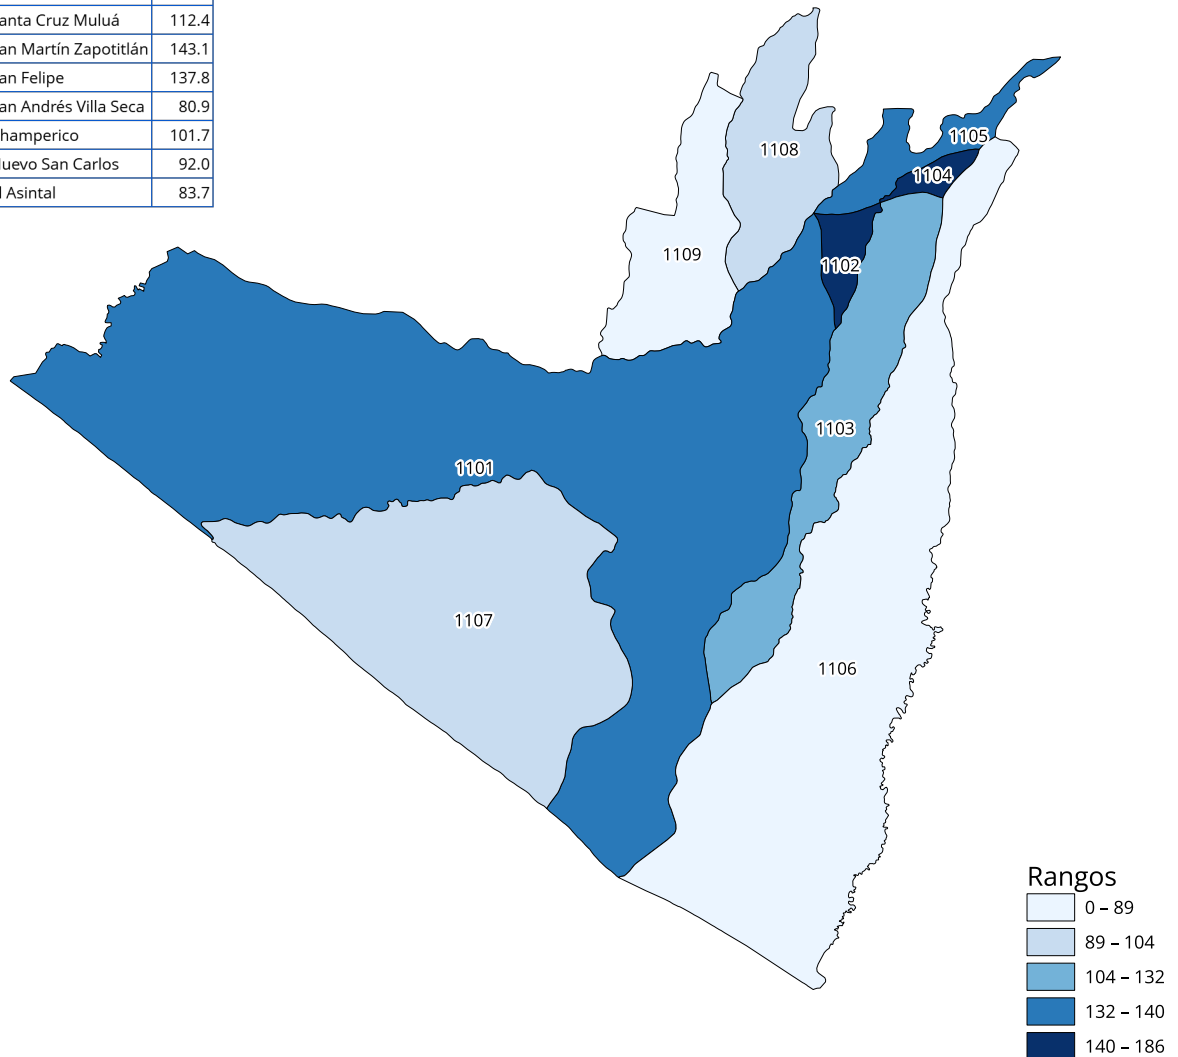 anta Cruz Muluá 112.4
an Martín Zapotitlán 143.1
an Felipe 137.8
an Andrés Villa Seca 80.9
hamperico 101.7
uevo San Carlos 92.0
l Asintal 83.7
1108
1105
1104
1109
1102
1103
1101
1107
1106
Rangos
0 – 89
89 – 104
104 – 132
132 – 140
140 – 186